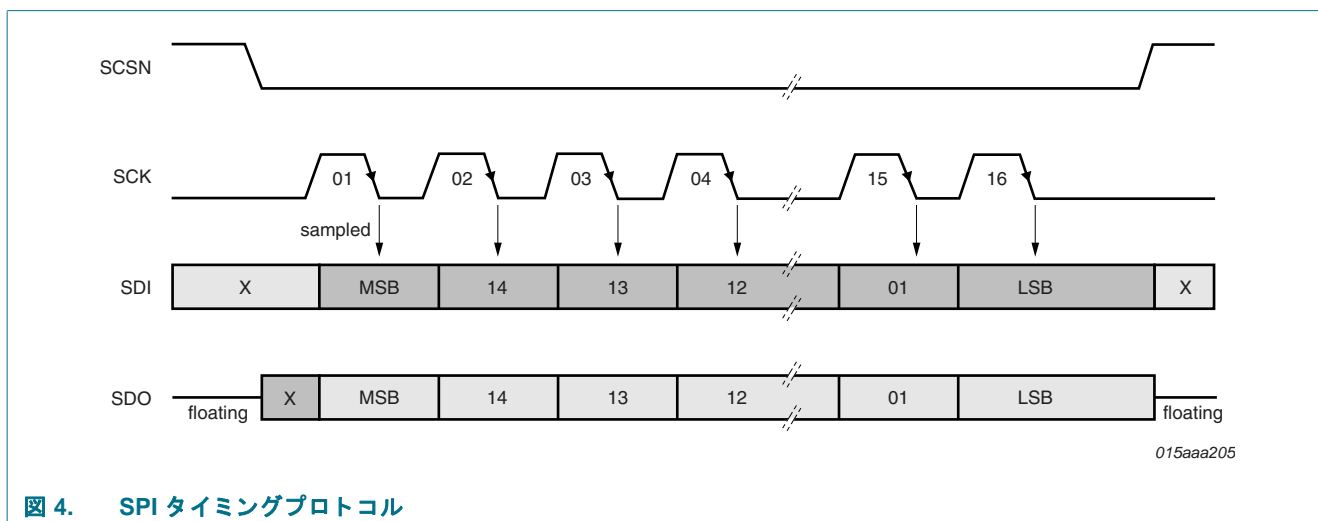 SCSN
SCK 01 02 03 04 15 16
sampled
SDI X MSB 14 13 12 01 LSB X
SDO floating X MSB 14 13 12 01 LSB floating
015aaa205
図 4. SPI タイミングプロトコル